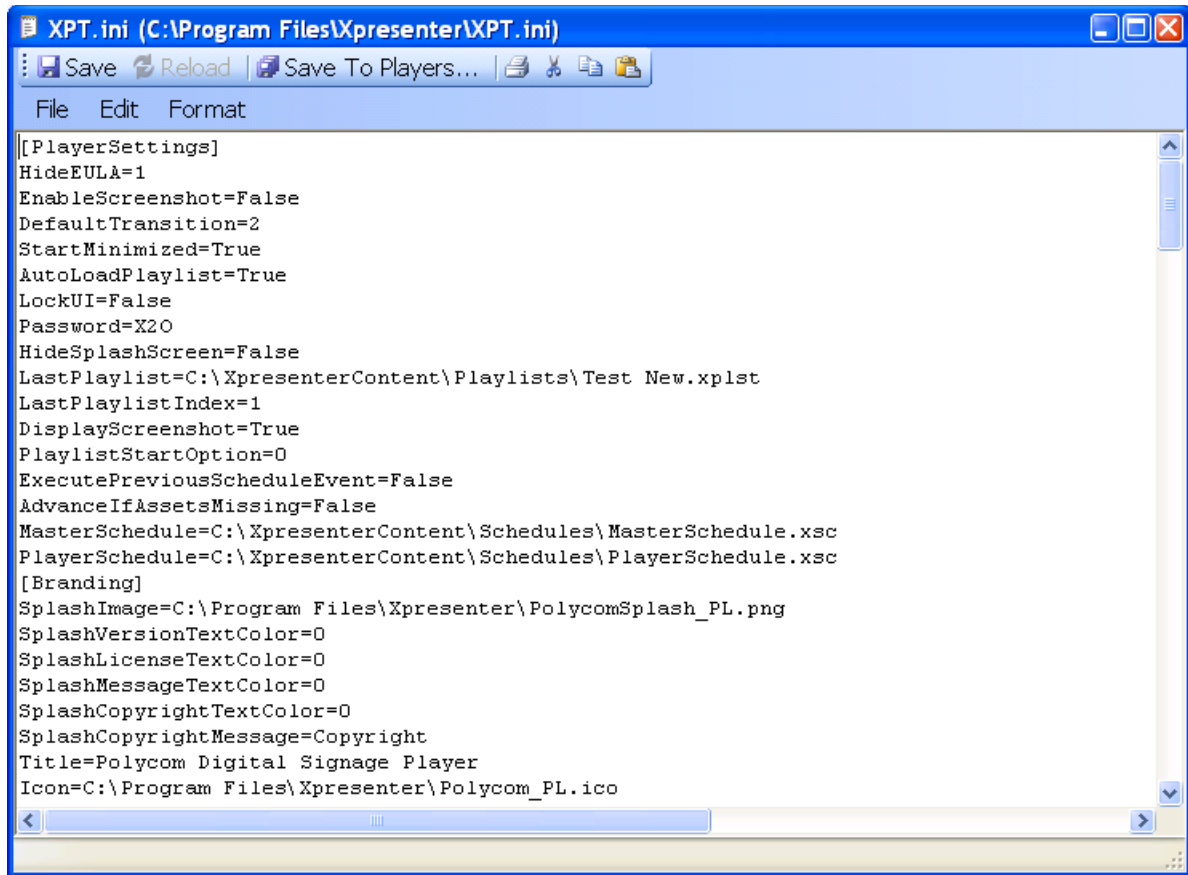 XPT.ini (C:\Program Files\Xpresenter\XPT.ini)
Save Reload Save To Players...
File Edit Format
[PlayerSettings]
HideEULA=1
EnableScreenshot=False
DefaultTransition=2
StartMinimized=True
AutoLoadPlaylist=True
LockUI=False
Password=X2O
HideSplashScreen=False
LastPlaylist=C:\XpresenterContent\Playlists\Test New.xplst
LastPlaylistIndex=1
DisplayScreenshot=True
PlaylistStartOption=0
ExecutePreviousScheduleEvent=False
AdvanceIfAssetsMissing=False
MasterSchedule=C:\XpresenterContent\Schedules\MasterSchedule.xsc
PlayerSchedule=C:\XpresenterContent\Schedules\PlayerSchedule.xsc
[Branding]
SplashImage=C:\Program Files\Xpresenter\PolycomSplash_PL.png
SplashVersionTextColor=0
SplashLicenseTextColor=0
SplashMessageTextColor=0
SplashCopyrightTextColor=0
SplashCopyrightMessage=Copyright
Title=Polycom Digital Signage Player
Icon=C:\Program Files\Xpresenter\Polycom_PL.ico